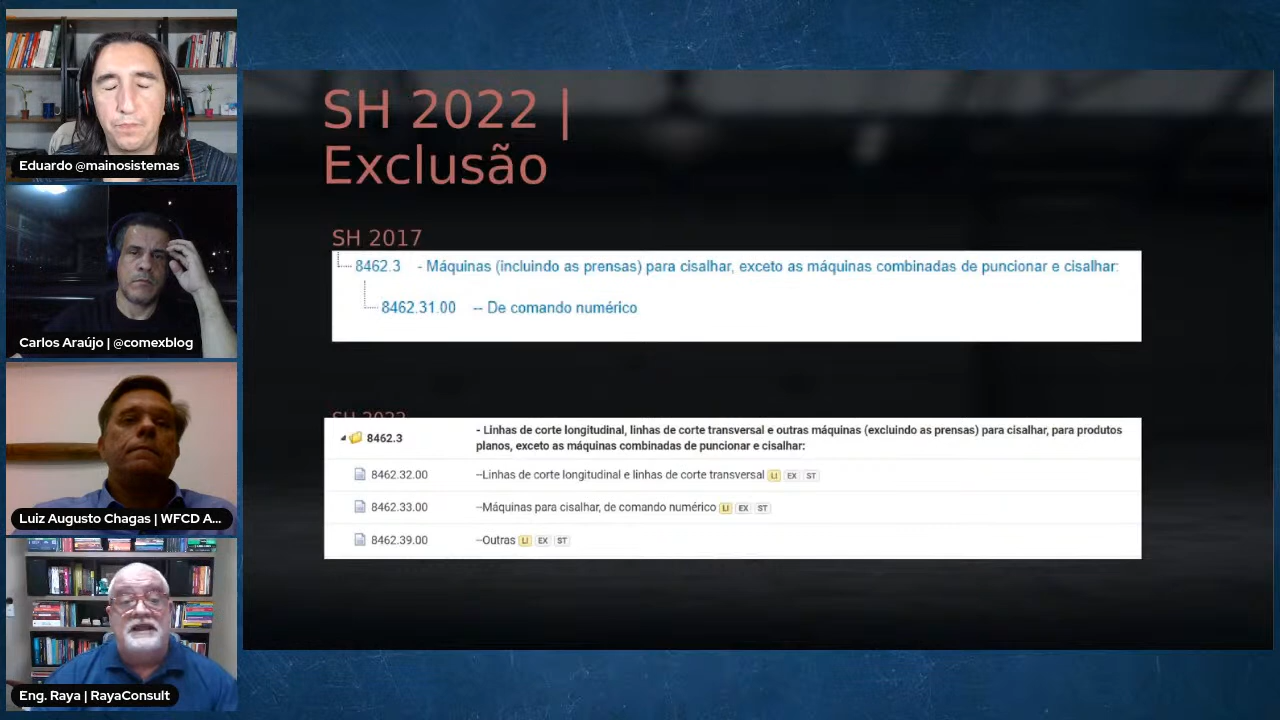 Eduardo @mainosistemas
Carlos Araújo | @comexblog
Luiz Augusto Chagas | WFCD A...
Eng. Raya | RayaConsult
SH 2022 |
Exclusão
SH 2017
8462.3 - Máquinas (incluindo as prensas) para cisalhar, exceto as máquinas combinadas de puncionar e cisalhar:
8462.31.00 -- De comando numérico
SH 2022
8462.3 - Linhas de corte longitudinal, linhas de corte transversal e outras máquinas (excluindo as prensas) para cisalhar, para produtos
planos, exceto as máquinas combinadas de puncionar e cisalhar:
8462.32.00 --Linhas de corte longitudinal e linhas de corte transversal LI EX ST
8462.33.00 --Máquinas para cisalhar, de comando numérico LI EX ST
8462.39.00 --Outras LI EX ST